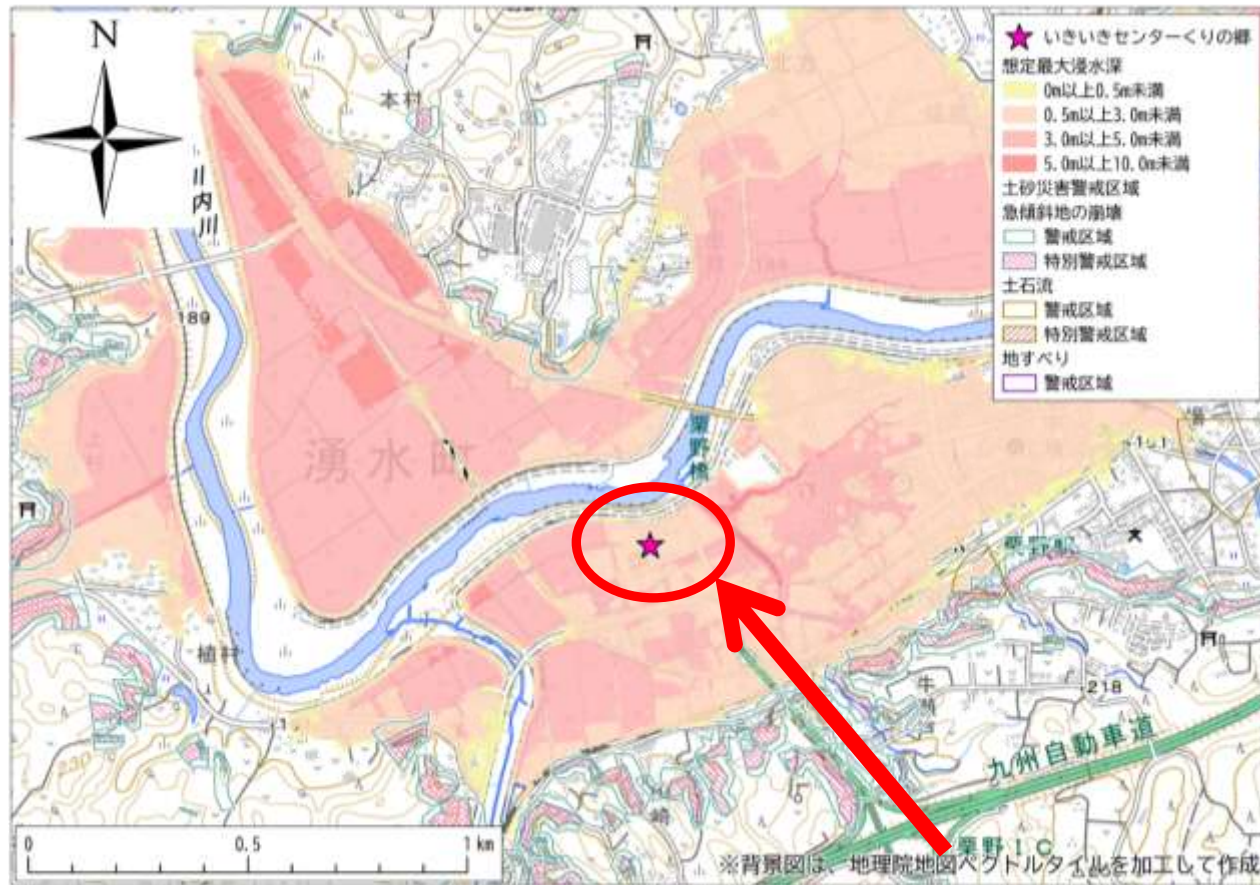 N
いきいきセンターくりの郷
想定最大浸水深
0m以上0.5m未満
0.5m以上3.0m未満
3.0m以上5.0m未満
5.0m以上10.0m未満
土砂災害警戒区域
急傾斜地の崩壊
警戒区域
特別警戒区域
土石流
警戒区域
特別警戒区域
地すべり
警戒区域
本村
川内川
189
湧水町
栗野橋
栗野駅
植村
218
九州自動車道
栗野IC
0 0.5 1 km
※背景図は、地理院地図ベクトルタイルを加工して作成